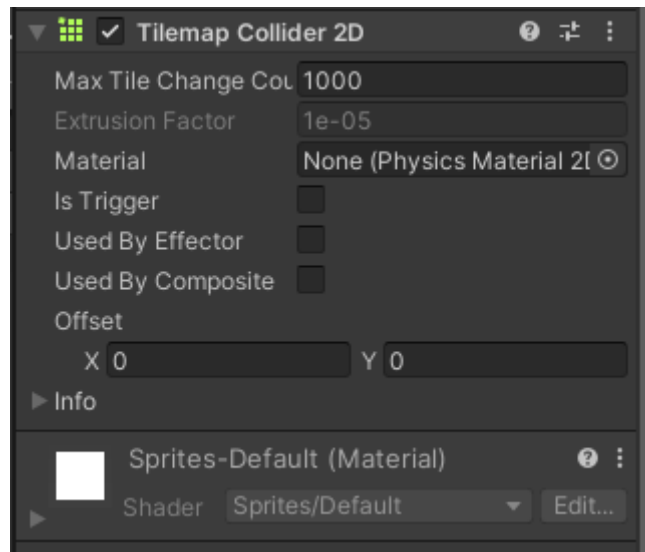 Tilemap Collider 2D
Max Tile Change Cou 1000
Extrusion Factor 1e-05
Material None (Physics Material 2D
Is Trigger
Used By Effector
Used By Composite
Offset
X 0 Y 0
Info
Sprites-Default (Material)
Shader Sprites/Default Edit...